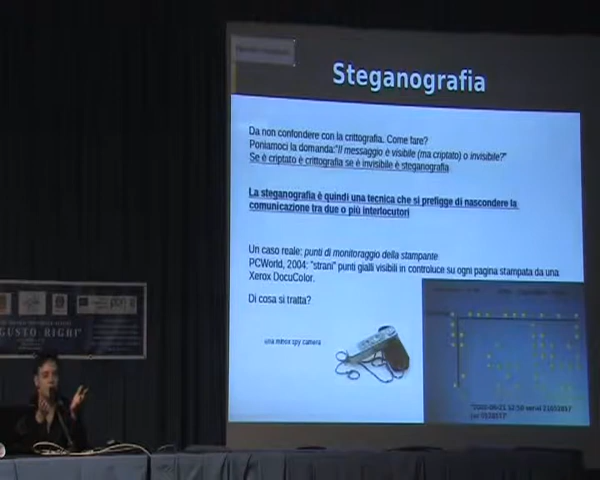 Steganografia
Da non confondere con la crittografia. Come fare?
Poniamoci la domanda:"Il messaggio è visibile (ma criptato) o invisibile?"
Se è criptato è crittografia se è invisibile è steganografia
La steganografia è quindi una tecnica che si prefigge di nascondere la
comunicazione tra due o più interlocutori
Un caso reale: punti di monitoraggio della stampante
PCWorld, 2004: "strani" punti gialli visibili in controluce su ogni pagina stampata da una
Xerox DocuColor.
Di cosa si tratta?
una minox spy camera
GUSTO RIGHI"